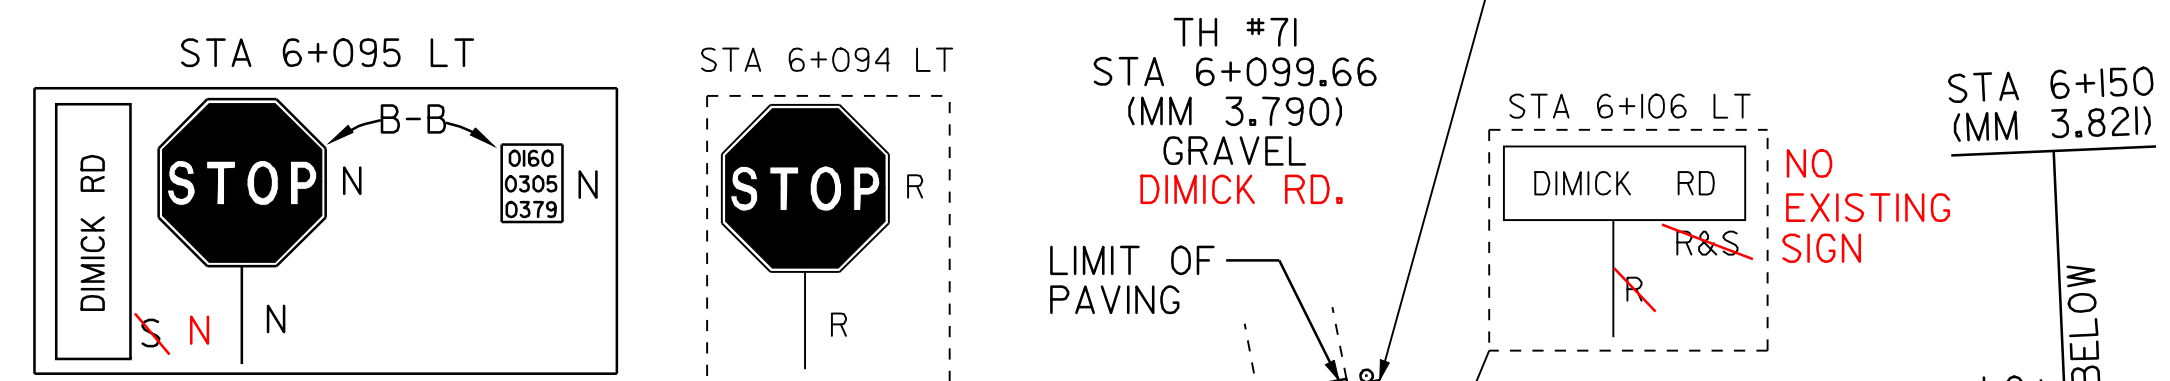 STA 6+095 LT
DIMICK RD
STOP
B-B
N
0160
0305
0379
N
S N
N
STA 6+094 LT
STOP
R
R
TH #71
STA 6+099.66
(MM 3.790)
GRAVEL
DIMICK RD.
LIMIT OF
PAVING
STA 6+106 LT
DIMICK RD
R&S
R
NO
EXISTING
SIGN
STA 6+150
(MM 3.821)
BELOW